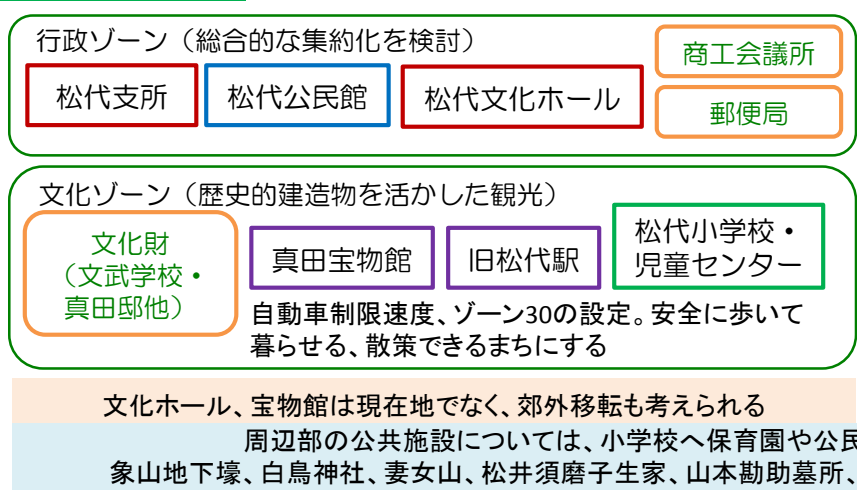 行政ゾーン（総合的な集約化を検討）
松代支所
松代公民館
松代文化ホール
商工会議所
郵便局
文化ゾーン（歴史的建造物を活かした観光）
文化財
（文武学校・
真田邸他）
真田宝物館
旧松代駅
松代小学校・
児童センター
自動車制限速度、ゾーン30の設定。安全に歩いて
暮らせる、散策できるまちにする
文化ホール、宝物館は現在地でなく、郊外移転も考えられる
周辺部の公共施設については、小学校へ保育園や公民
象山地下壕、白鳥神社、妻女山、松井須磨子生家、山本勘助墓所、